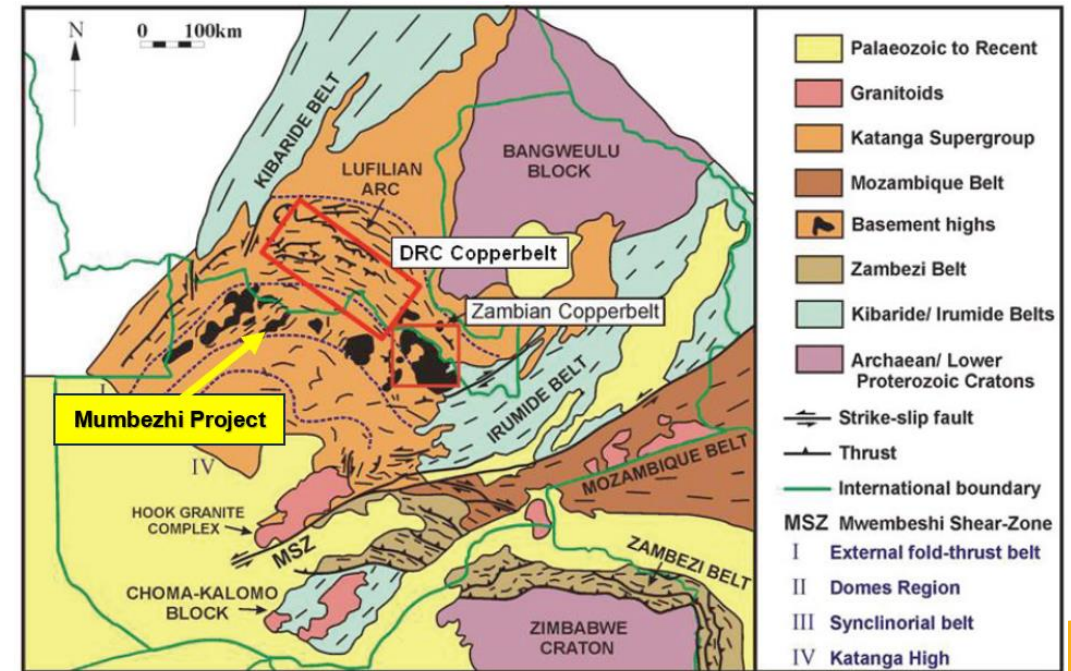 N
0 100km
KIBARIDE BELT
LUFILIAN
ARC
BANGWEULU
BLOCK
DRC Copperbelt
Zambian Copperbelt
I
Mumbezhi Project
IV
IRUMIDE BELT
MOZAMBIQUE BELT
HOOK GRANITE
COMPLEX
MSZ
ZAMBEZI BELT
CHOMA-KALOMO
BLOCK
ZIMBABWE
CRATON
Palaeozoic to Recent
Granitoids
Katanga Supergroup
Mozambique Belt
Basement highs
Zambezi Belt
Kibaride/ Irumide Belts
Archaean/ Lower
Proterozoic Cratons
Strike-slip fault
Thrust
International boundary
MSZ Mwembeshi Shear-Zone
I External fold-thrust belt
II Domes Region
III Synclinorial belt
IV Katanga High